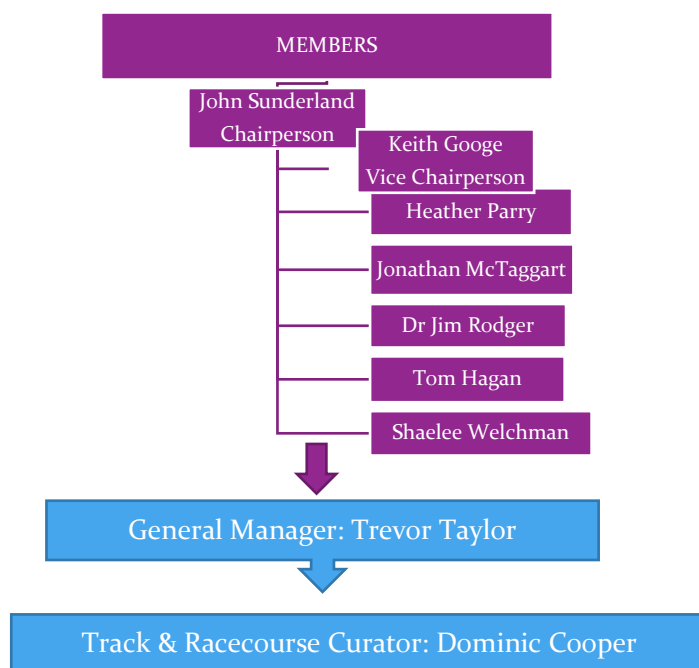 MEMBERS
John Sunderland
Chairperson
Keith Googe
Vice Chairperson
Heather Parry
Jonathan McTaggart
Dr Jim Rodger
Tom Hagan
Shaelee Welchman
General Manager: Trevor Taylor
Track & Racecourse Curator: Dominic Cooper